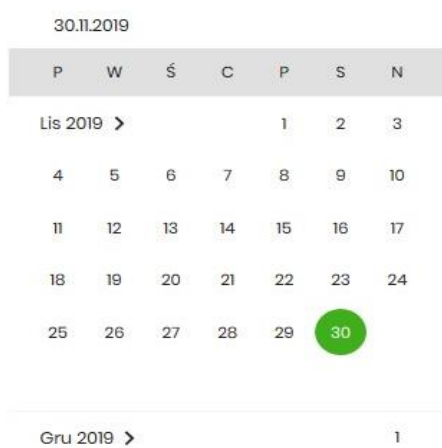 30.11.2019
P W Ś C P S N
Lis 2019 > 1 2 3
4 5 6 7 8 9 10
11 12 13 14 15 16 17
18 19 20 21 22 23 24
25 26 27 28 29 30
Gru 2019 > 1